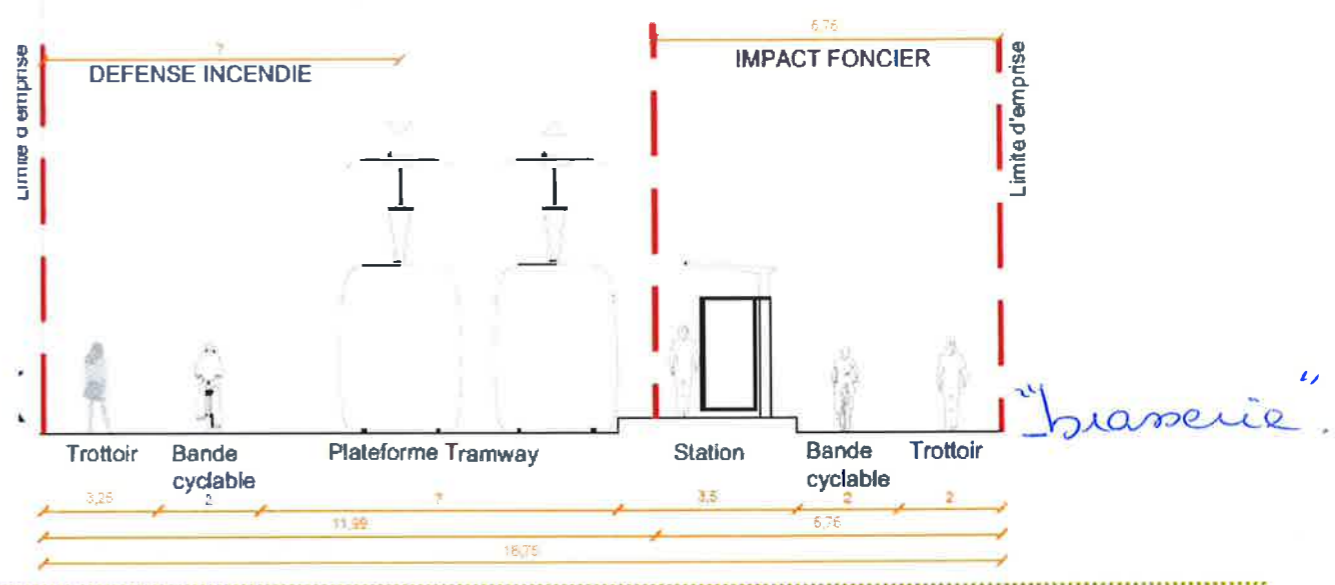 6,76
7
IMPACT FONCIER
DEFENSE INCENDIE
Limite d'emprise
Limite d'emprise
"brasserie".
Trottoir
Bande cyclable
Plateforme Tramway
Station
Bande cyclable
Trottoir
2,25 2 7 3,5 2 2
11,99 6,76
18,75